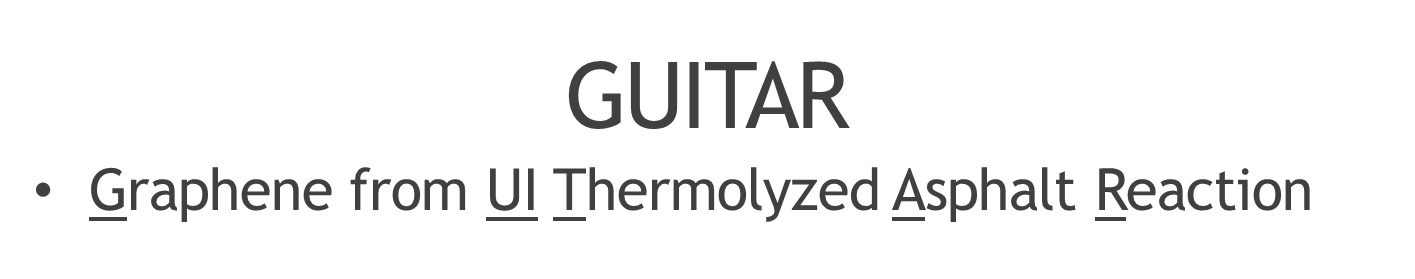 GUITAR
• Graphene from UI Thermolyzed Asphalt Reaction